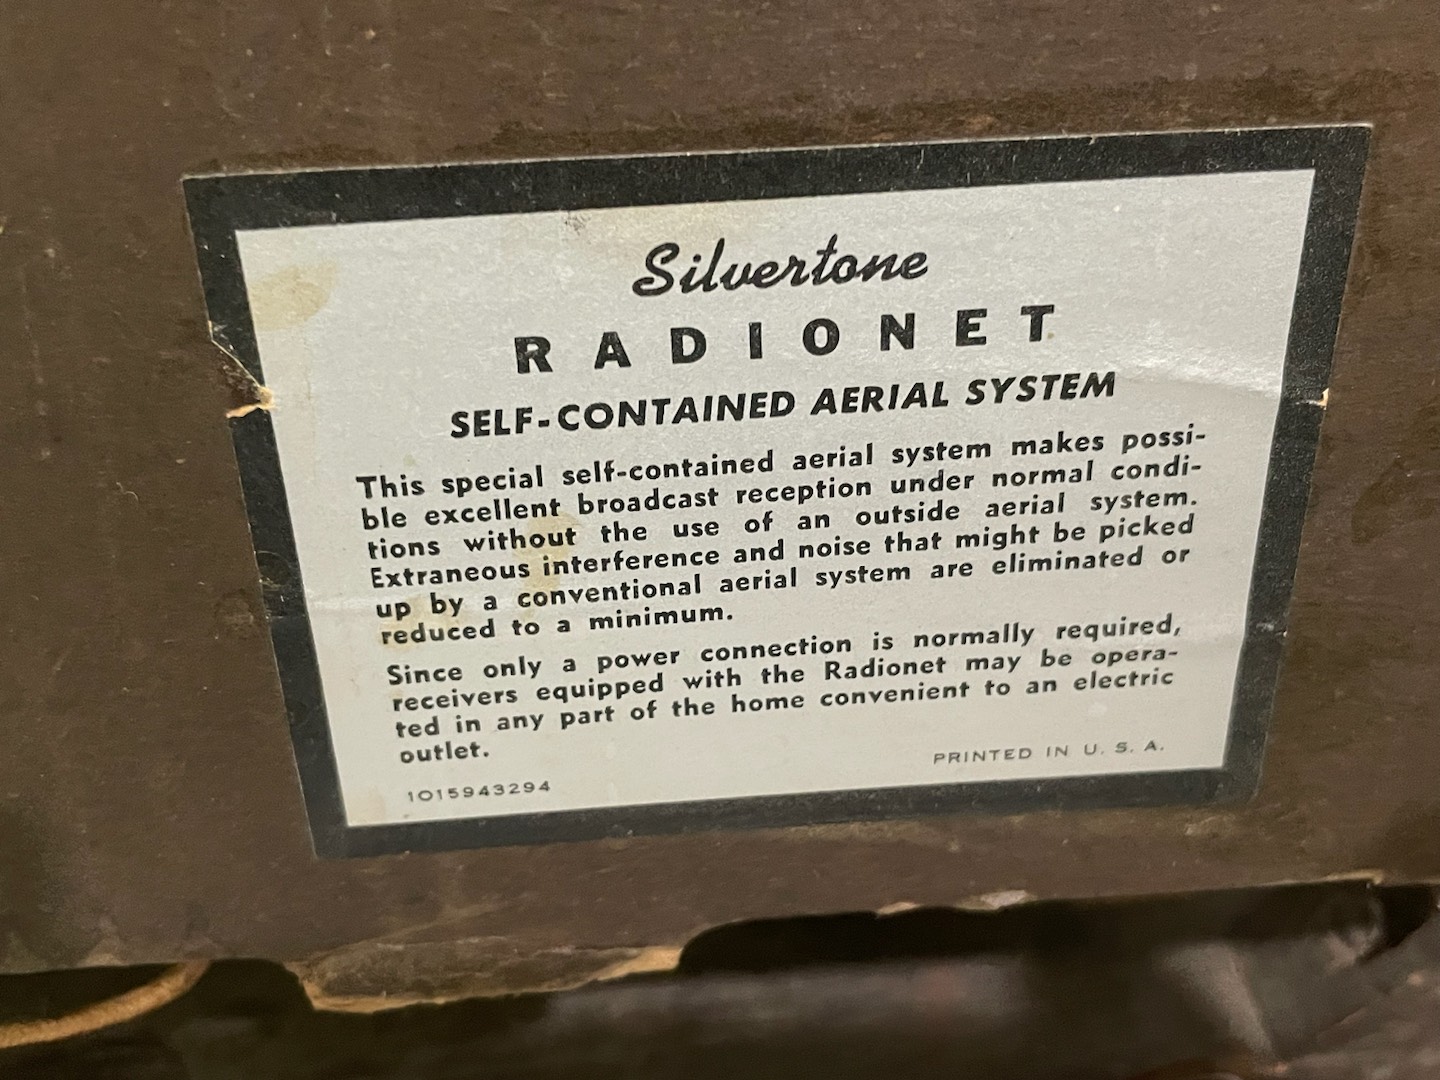 Silvertone
RADIONET
SELF-CONTAINED AERIAL SYSTEM
This special self-contained aerial system makes possi-
ble excellent broadcast reception under normal condi-
tions without the use of an outside aerial system.
Extraneous interference and noise that might be picked
up by a conventional aerial system are eliminated or
reduced to a minimum.
Since only a power connection is normally required,
receivers equipped with the Radionet may be opera-
ted in any part of the home convenient to an electric
outlet.
PRINTED IN U. S. A.
1015943294